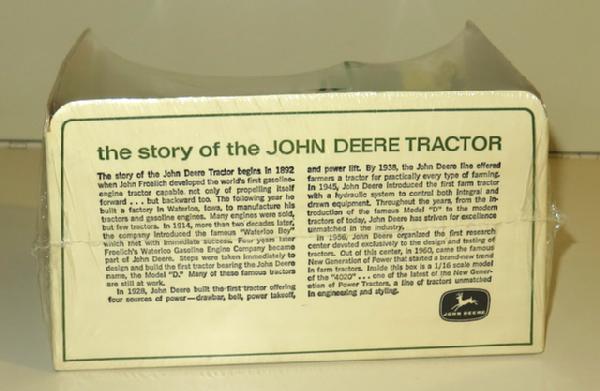 the story of the JOHN DEERE TRACTOR
The story of the John Deere Tractor begins in 1892
when John Froelich developed the world's first gasoline-
engine tractor capable not only of propelling itself
forward . . . but backward too. The following year he
built a factory in Waterloo, Iowa, to manufacture his
tractors and gasoline engines. Many engines were sold,
but few tractors. In 1914, more than two decades later,
the company introduced the famous "Waterloo Boy"
which met with immediate success. Four years later
Froelich's Waterloo Gasoline Engine Company became
part of John Deere. Steps were taken immediately to
design and build the first tractor bearing the John Deere
name, the Model "D." Many of these famous tractors
are still at work.
In 1928, John Deere built the first tractor offering
four sources of power—drawbar, belt, power takeoff,
and power lift. By 1938, the John Deere line offered
farmers a tractor for practically every type of farming.
In 1945, John Deere introduced the first farm tractor
with a hydraulic system to control both integral and
drawn equipment. Throughout the years, from the in-
troduction of the famous Model "D" to the modern
tractors of today, John Deere has striven for excellence
unmatched in the industry.
In 1956, John Deere organized the first research
center devoted exclusively to the design and testing of
tractors. Out of this center, in 1960, came the famous
New Generation of Power that started a brand-new trend
in farm tractors. Inside this box is a 1/16 scale model
of the "4020" . . . one of the latest of the New Gener-
ation of Power Tractors, a line of tractors unmatched
in engineering and styling.
JOHN DEERE